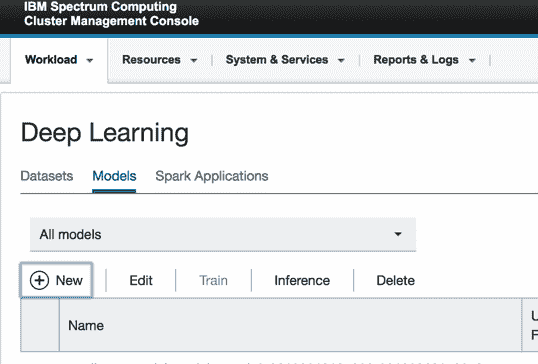 IBM Spectrum Computing
Cluster Management Console
Workload Resources System & Services Reports & Logs
Deep Learning
Datasets Models Spark Applications
All models
New Edit Train Inference Delete
Name